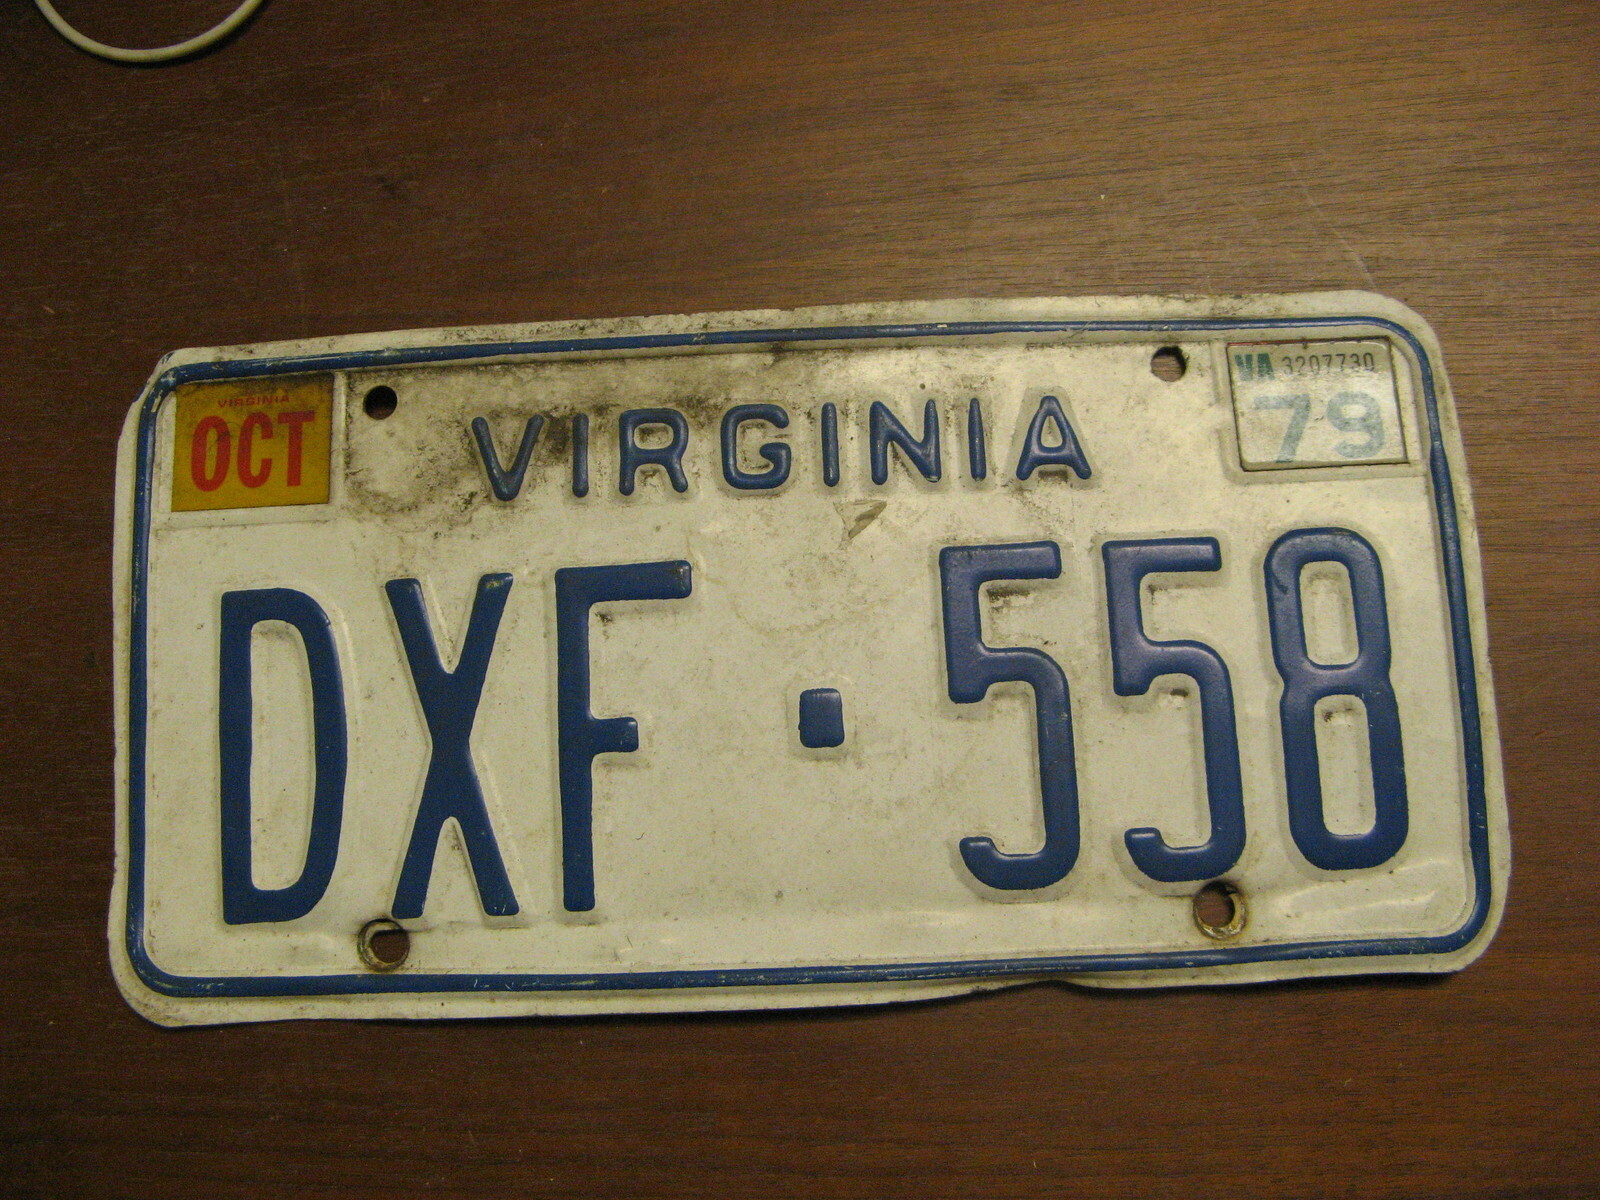 VIRGINIA
OCT
VIRGINIA
VA 3207730
79
DXF 558